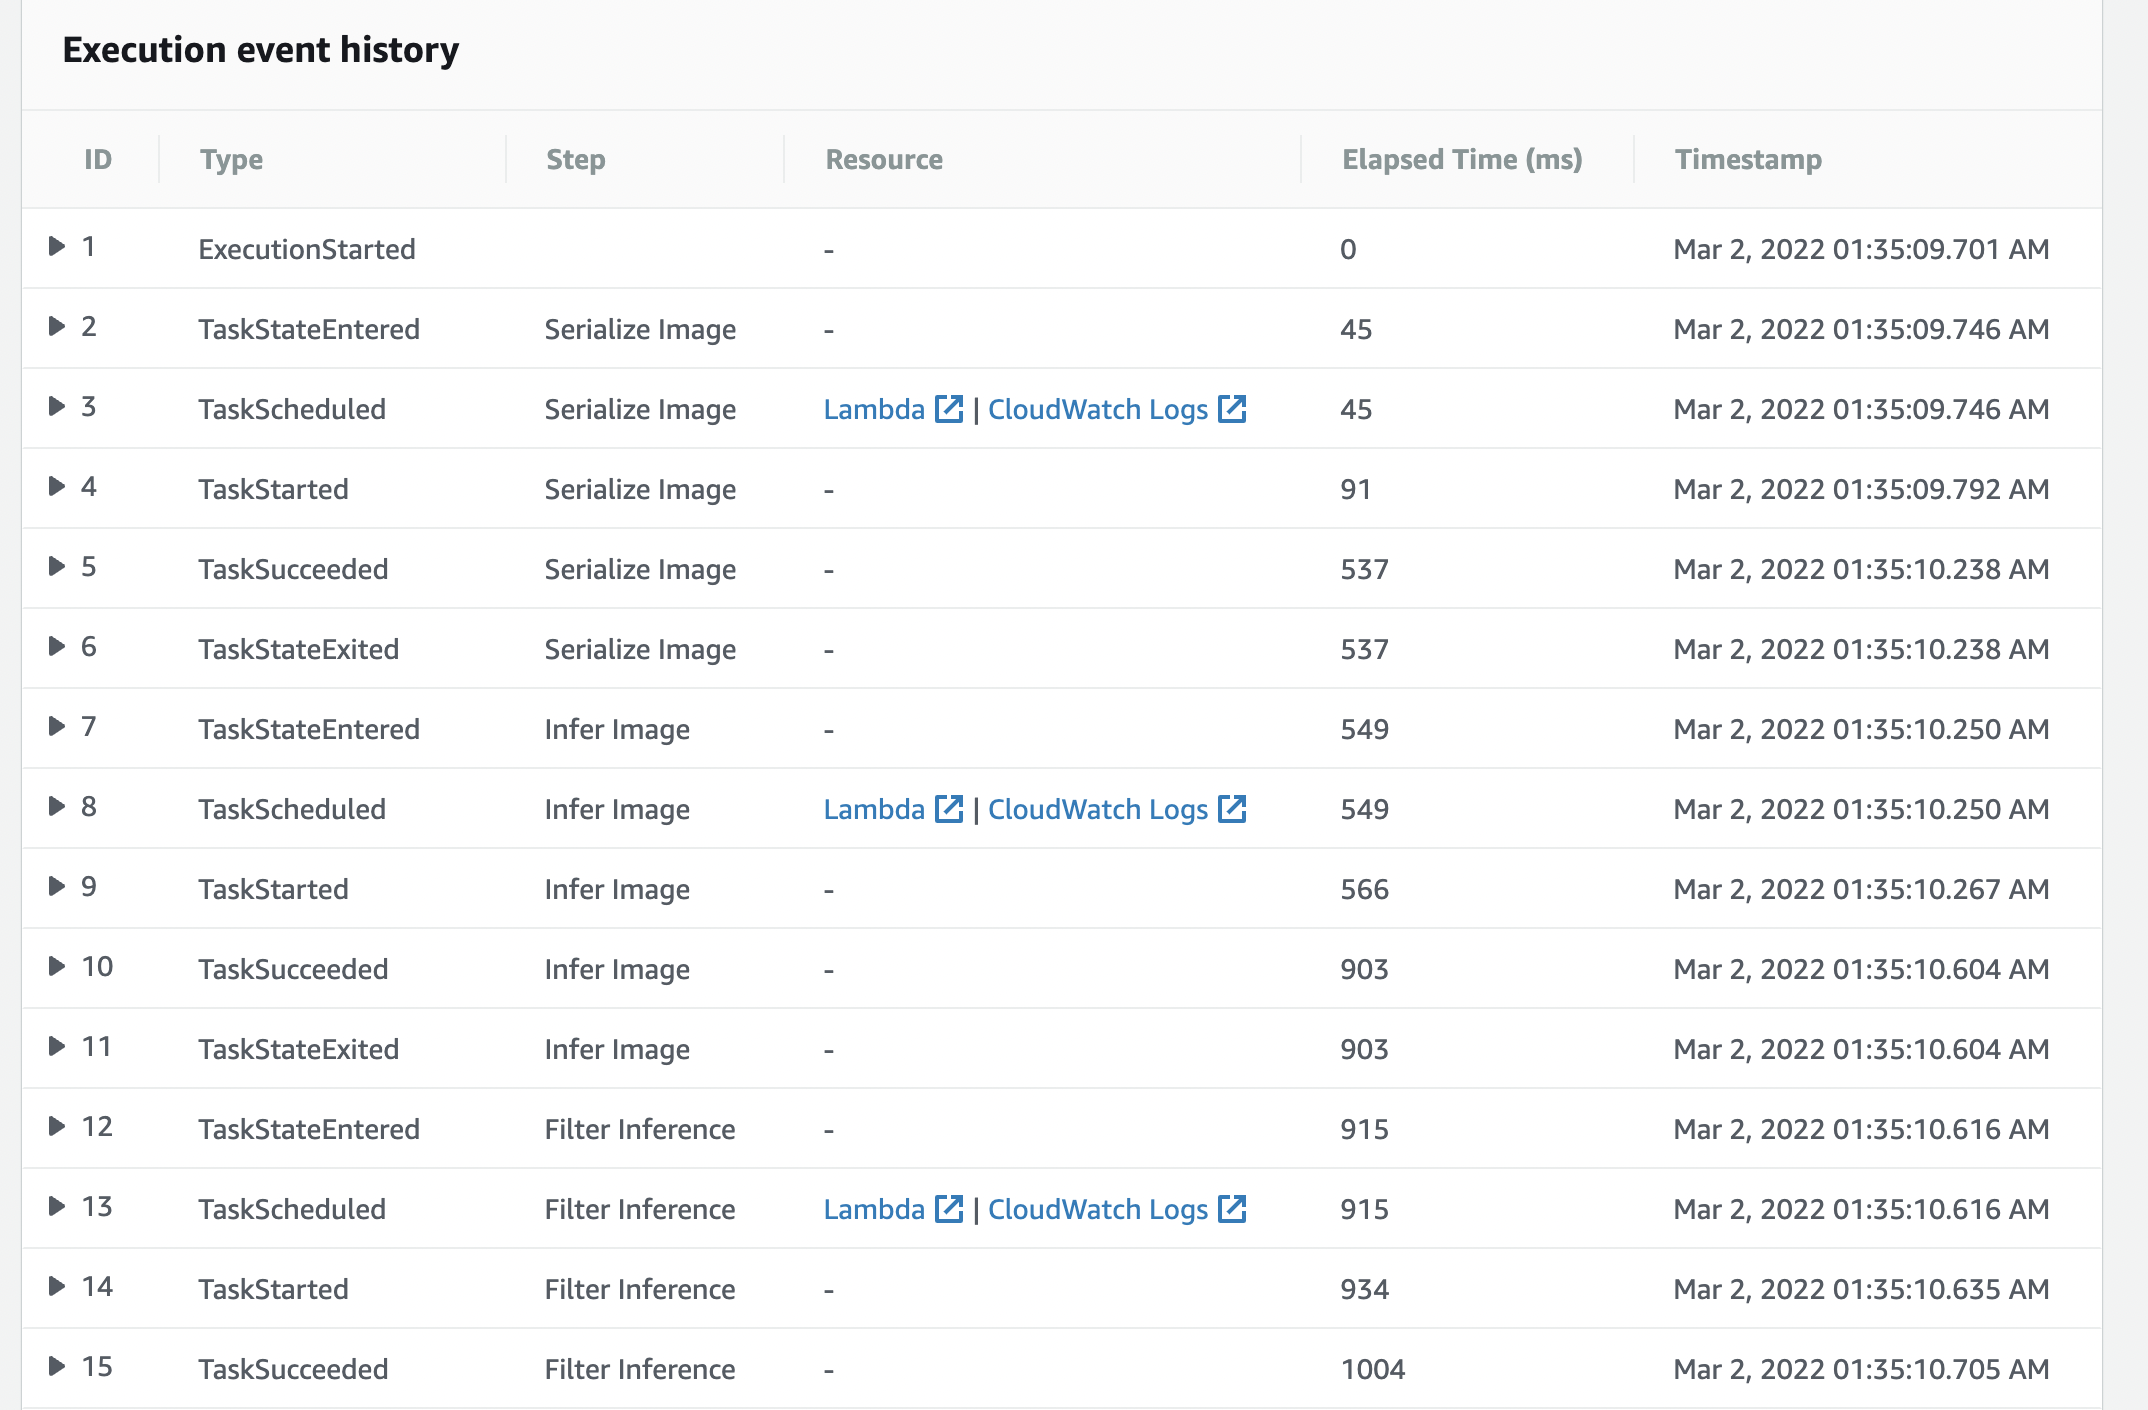 Execution event history
ID Type Step Resource Elapsed Time (ms) Timestamp
1 ExecutionStarted - 0 Mar 2, 2022 01:35:09.701 AM
2 TaskStateEntered Serialize Image - 45 Mar 2, 2022 01:35:09.746 AM
3 TaskScheduled Serialize Image Lambda | CloudWatch Logs 45 Mar 2, 2022 01:35:09.746 AM
4 TaskStarted Serialize Image - 91 Mar 2, 2022 01:35:09.792 AM
5 TaskSucceeded Serialize Image - 537 Mar 2, 2022 01:35:10.238 AM
6 TaskStateExited Serialize Image - 537 Mar 2, 2022 01:35:10.238 AM
7 TaskStateEntered Infer Image - 549 Mar 2, 2022 01:35:10.250 AM
8 TaskScheduled Infer Image Lambda | CloudWatch Logs 549 Mar 2, 2022 01:35:10.250 AM
9 TaskStarted Infer Image - 566 Mar 2, 2022 01:35:10.267 AM
10 TaskSucceeded Infer Image - 903 Mar 2, 2022 01:35:10.604 AM
11 TaskStateExited Infer Image - 903 Mar 2, 2022 01:35:10.604 AM
12 TaskStateEntered Filter Inference - 915 Mar 2, 2022 01:35:10.616 AM
13 TaskScheduled Filter Inference Lambda | CloudWatch Logs 915 Mar 2, 2022 01:35:10.616 AM
14 TaskStarted Filter Inference - 934 Mar 2, 2022 01:35:10.635 AM
15 TaskSucceeded Filter Inference - 1004 Mar 2, 2022 01:35:10.705 AM